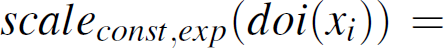 scale_{const,exp}(doi(x_i)) =